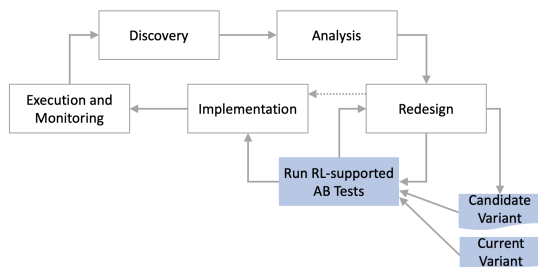 Discovery
Analysis
Execution and
Monitoring
Implementation
Redesign
Run RL-supported
AB Tests
Candidate
Variant
Current
Variant